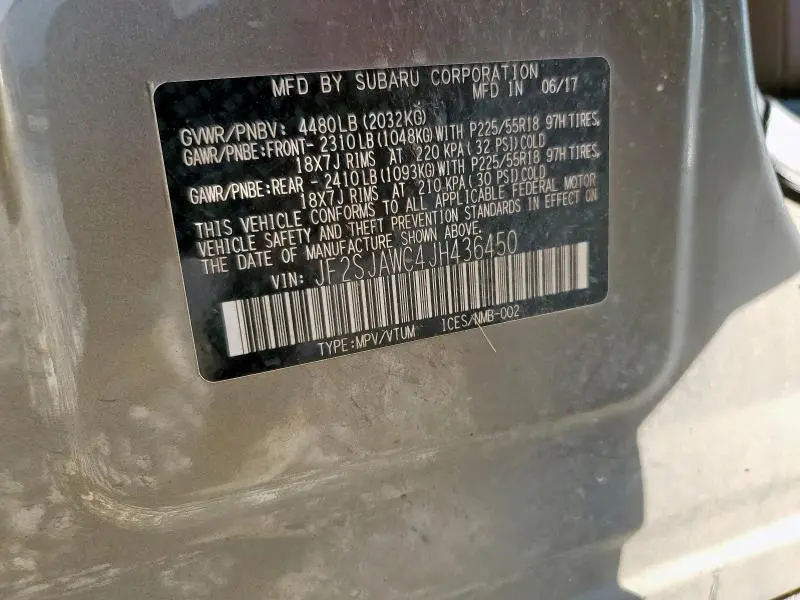 MFD BY SUBARU CORPORATION
MFD IN 06/17
GVWR/PNBV: 4480LB (2032KG)
GAWR/PNBE:FRONT- 2310LB(1048KG)WITH P225/55R18 97H TIRES,
18X7J RIMS AT 220 KPA( 32 PSI)COLD
GAWR/PNBE:REAR - 2410LB(1093KG)WITH P225/55R18 97H TIRES,
18X7J RIMS AT 210 KPA( 30 PSI)COLD
THIS VEHICLE CONFORMS TO ALL APPLICABLE FEDERAL MOTOR
VEHICLE SAFETY AND THEFT PREVENTION STANDARDS IN EFFECT ON
THE DATE OF MANUFACTURE SHOWN ABOVE.
VIN: JF2SJAWC4JH436450
TYPE:MPV/VTUM ICES/NMB-002